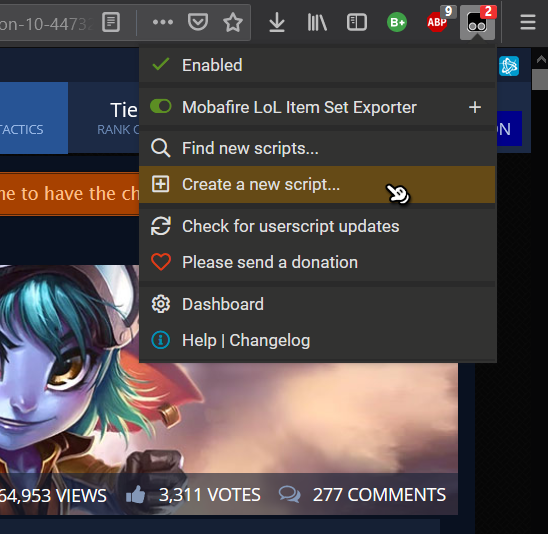 on-10-4473
B+
ABP
9
2
Enabled
Mobafire LoL Item Set Exporter
Find new scripts...
Create a new script...
Check for userscript updates
Please send a donation
Dashboard
Help | Changelog
TACTICS
Tie
RANK
ON
me to have the ch
64,953 VIEWS
3,311 VOTES
277 COMMENTS